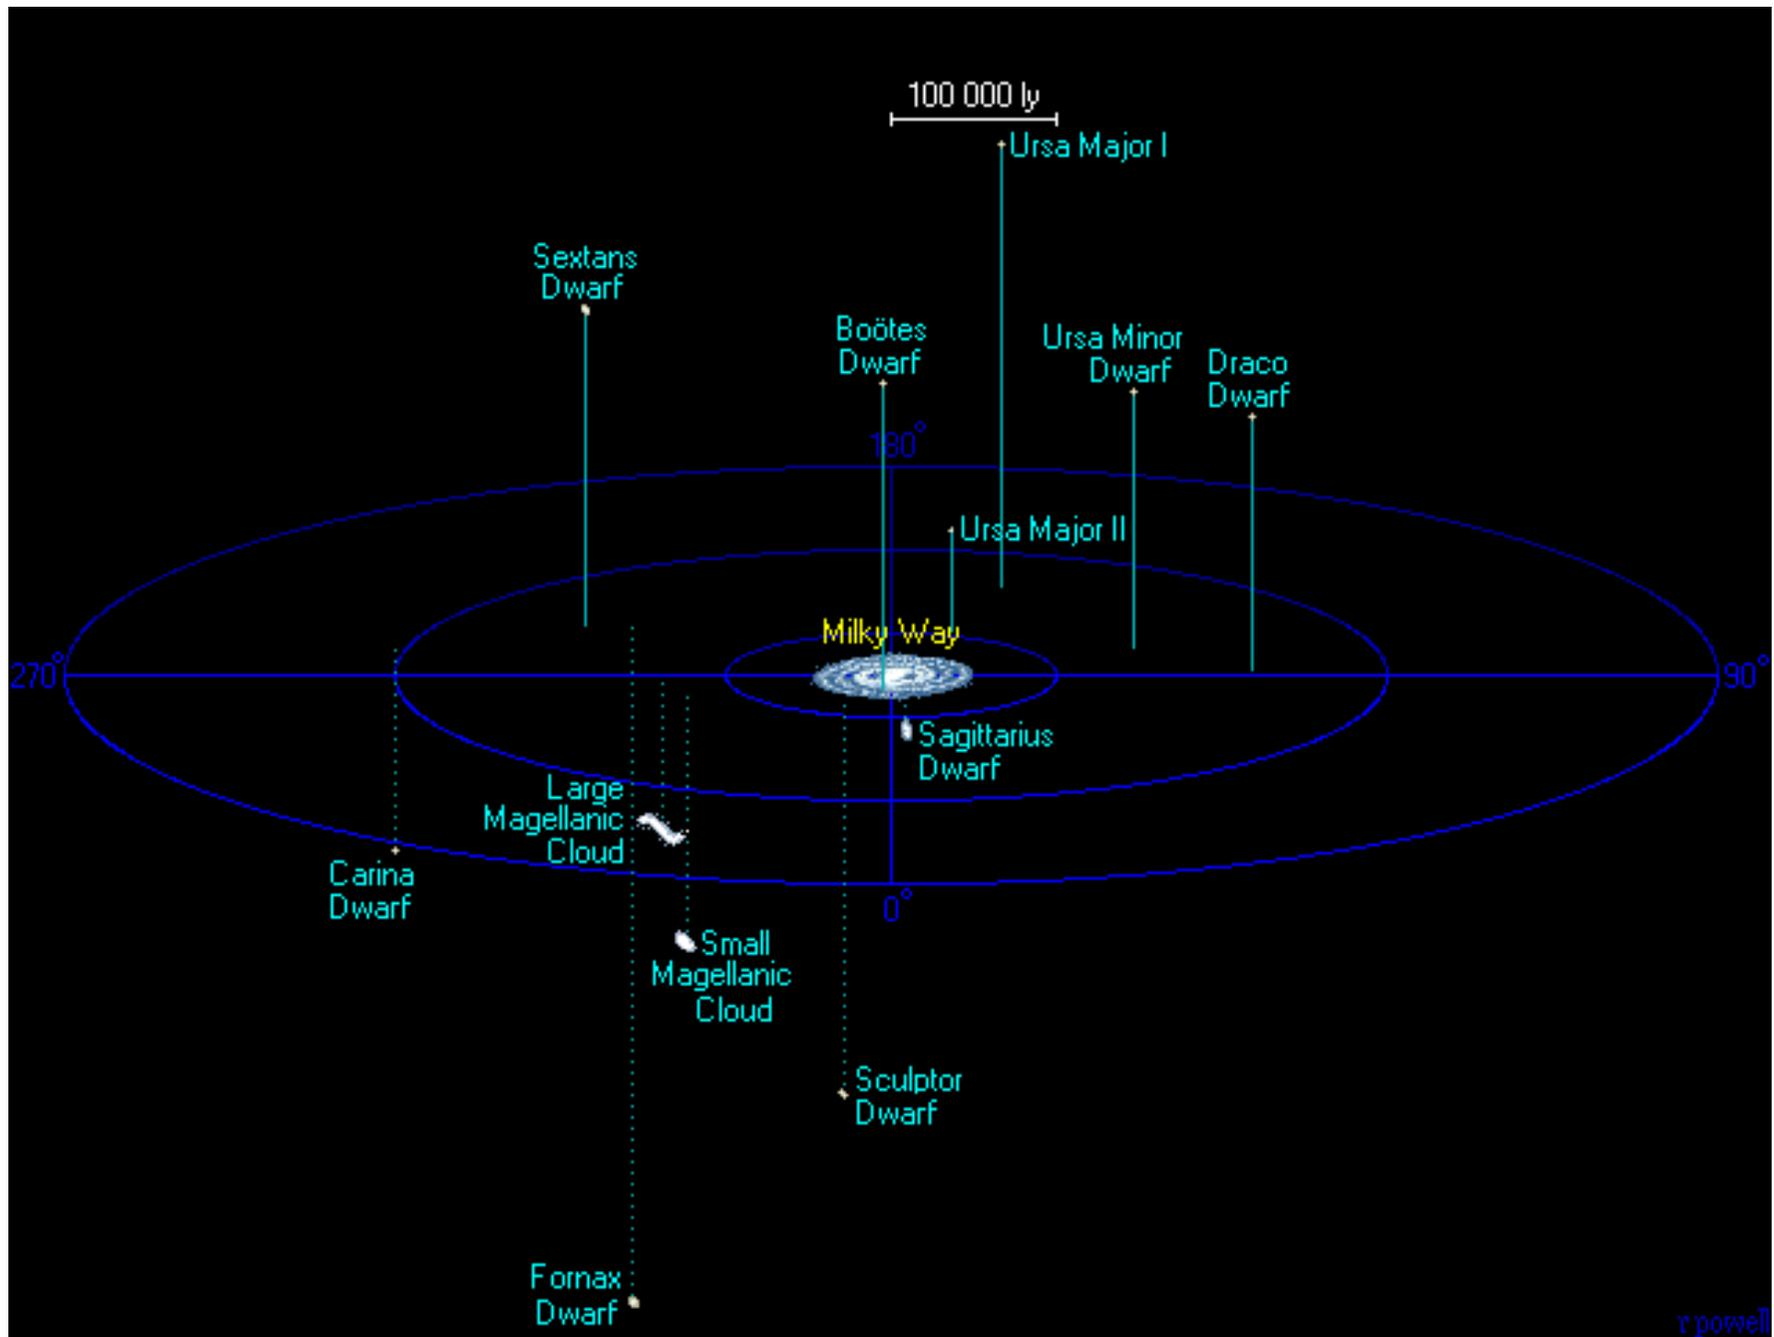 100 000 ly
Ursa Major I
Sextans
Dwarf
Boötes
Dwarf
Ursa Minor
Dwarf
Draco
Dwarf
180°
Ursa Major II
Milky Way
270°
90°
Sagittarius
Dwarf
Large
Magellanic
Cloud
Carina
Dwarf
0°
Small
Magellanic
Cloud
Sculptor
Dwarf
Fornax
Dwarf
r powell